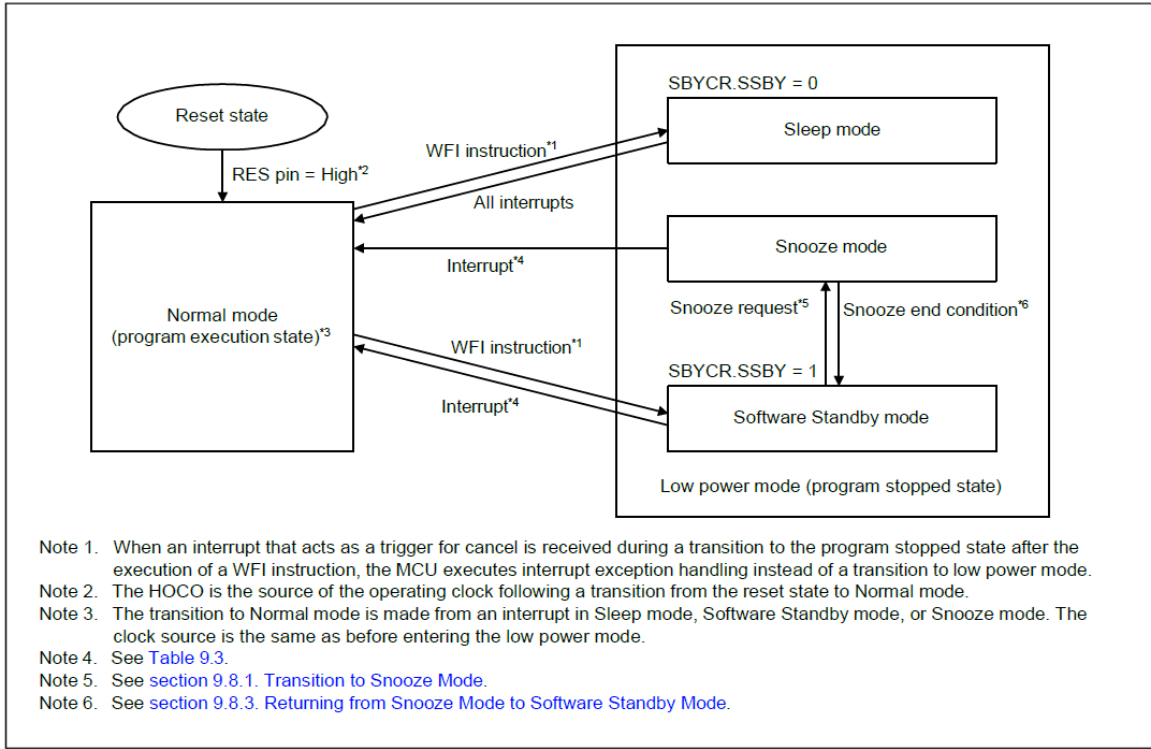 SBYCR.SSBY = 0
Reset state
Sleep mode
WFI instruction*1
RES pin = High*2
All interrupts
Snooze mode
Interrupt*4
Snooze request*5
Snooze end condition*6
Normal mode
(program execution state)*3
WFI instruction*1
SBYCR.SSBY = 1
Interrupt*4
Software Standby mode
Low power mode (program stopped state)
Note 1. When an interrupt that acts as a trigger for cancel is received during a transition to the program stopped state after the
execution of a WFI instruction, the MCU executes interrupt exception handling instead of a transition to low power mode.
Note 2. The HOCO is the source of the operating clock following a transition from the reset state to Normal mode.
Note 3. The transition to Normal mode is made from an interrupt in Sleep mode, Software Standby mode, or Snooze mode. The
clock source is the same as before entering the low power mode.
Note 4. See Table 9.3.
Note 5. See section 9.8.1. Transition to Snooze Mode.
Note 6. See section 9.8.3. Returning from Snooze Mode to Software Standby Mode.